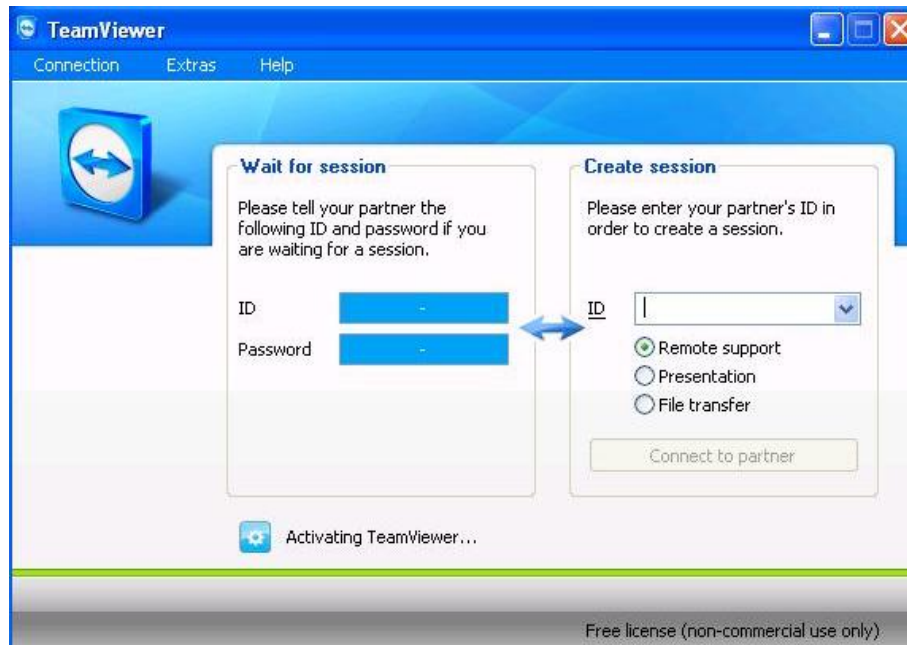 TeamViewer
Connection Extras Help
Wait for session
Please tell your partner the
following ID and password if you
are waiting for a session.
ID -
Password -
Create session
Please enter your partner's ID in
order to create a session.
ID
Remote support
Presentation
File transfer
Connect to partner
Activating TeamViewer...
Free license (non-commercial use only)